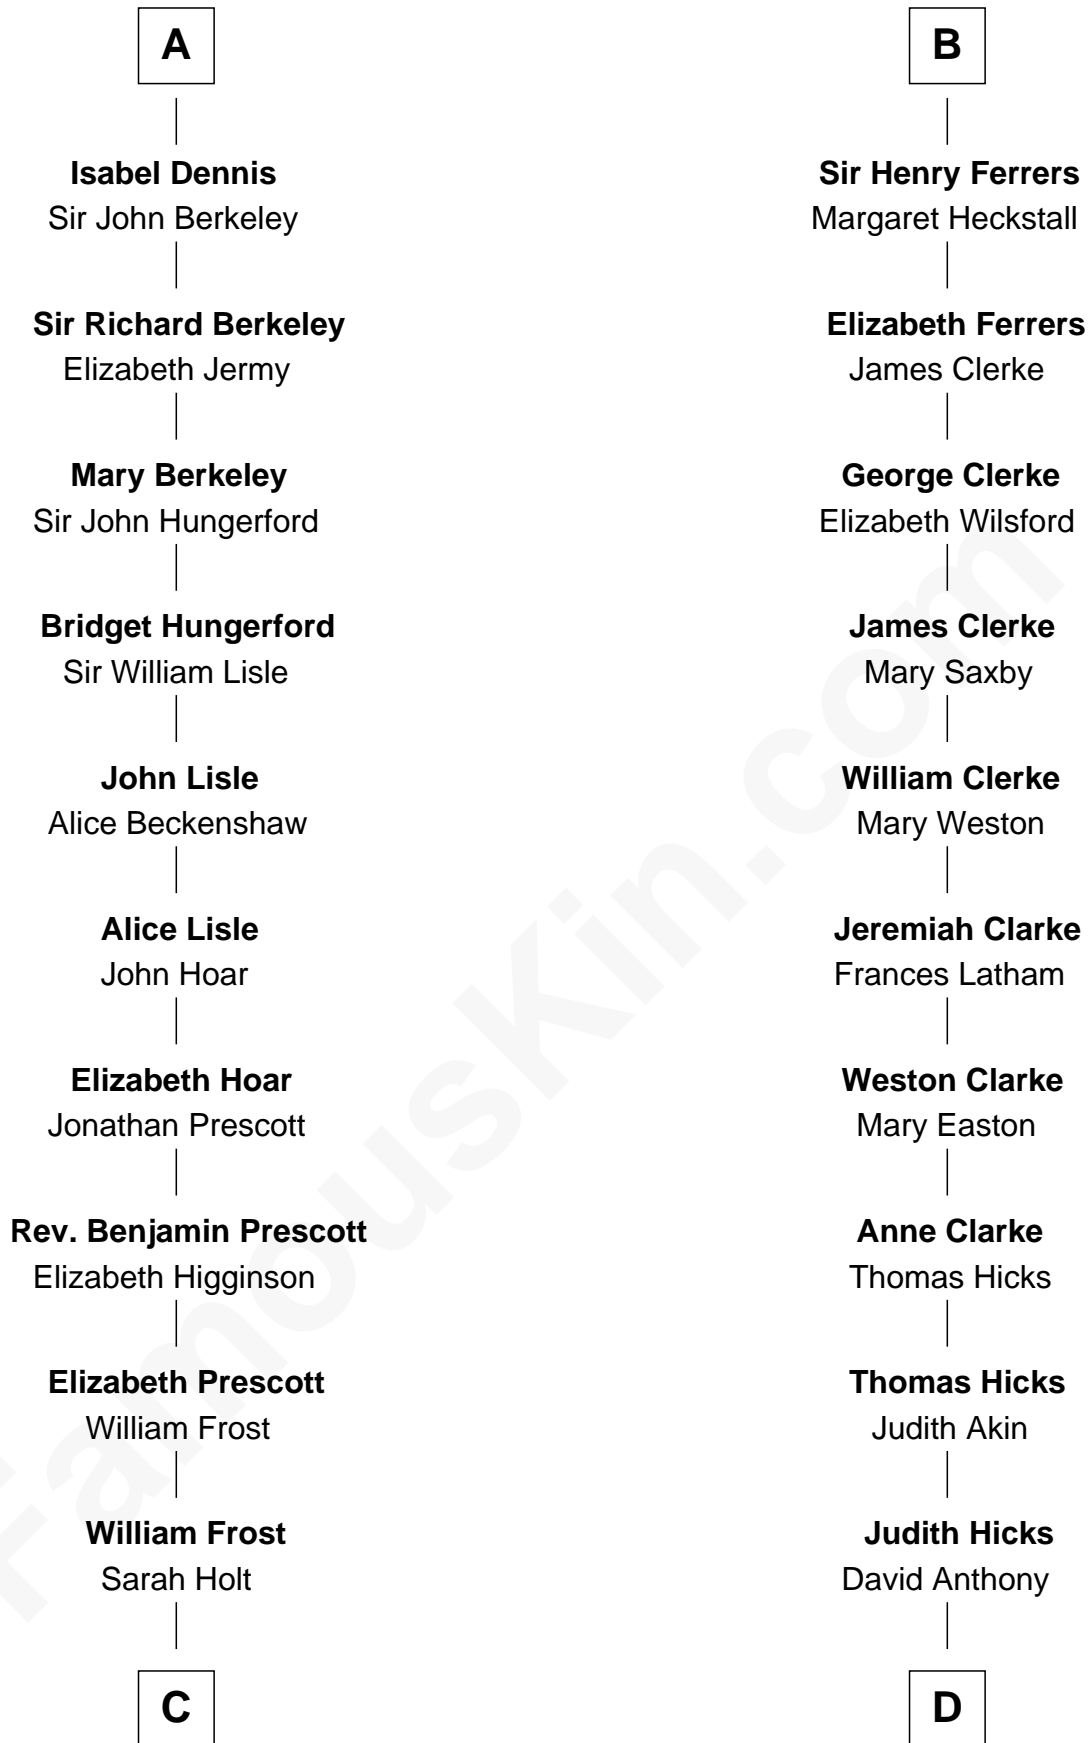 A
Isabel Dennis
Sir John Berkeley
Sir Richard Berkeley
Elizabeth Jermy
Mary Berkeley
Sir John Hungerford
Bridget Hungerford
Sir William Lisle
John Lisle
Alice Beckenshaw
Alice Lisle
John Hoar
Elizabeth Hoar
Jonathan Prescott
Rev. Benjamin Prescott
Elizabeth Higginson
Elizabeth Prescott
William Frost
William Frost
Sarah Holt
C
B
Sir Henry Ferrers
Margaret Heckstall
Elizabeth Ferrers
James Clerke
George Clerke
Elizabeth Wilsford
James Clerke
Mary Saxby
William Clerke
Mary Weston
Jeremiah Clarke
Frances Latham
Weston Clarke
Mary Easton
Anne Clarke
Thomas Hicks
Thomas Hicks
Judith Akin
Judith Hicks
David Anthony
D
FamousKin.com